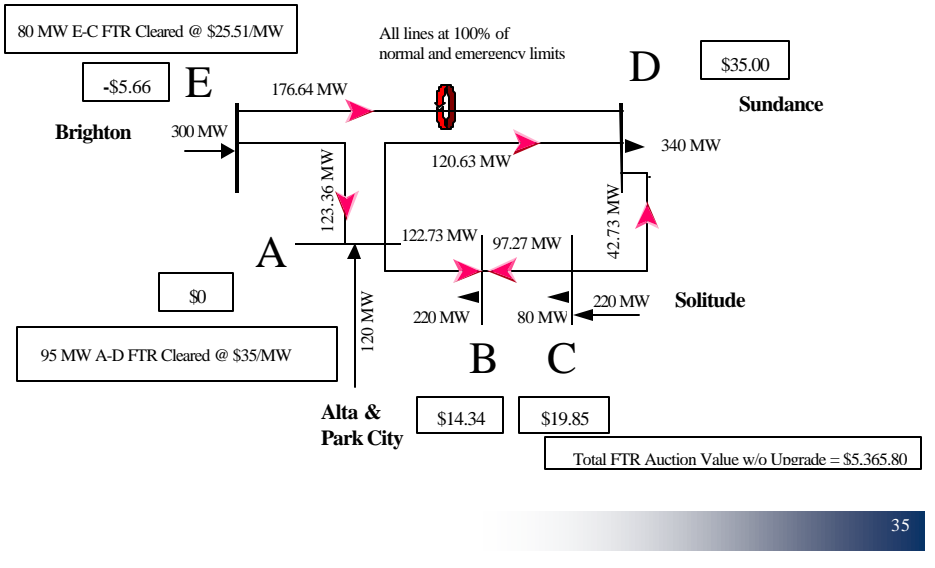 80 MW E-C FTR Cleared @ $25.51/MW
All lines at 100% of
normal and emergency limits
D
$35.00
-$5.66
E
176.64 MW
Sundance
Brighton
300 MW
340 MW
120.63 MW
123.36 MW
42.73 MW
A
122.73 MW
97.27 MW
$0
120 MW
220 MW
80 MW
220 MW
Solitude
95 MW A-D FTR Cleared @ $35/MW
B
C
Alta &
Park City
$14.34
$19.85
Total FTR Auction Value w/o Upgrade = $5,365.80
35